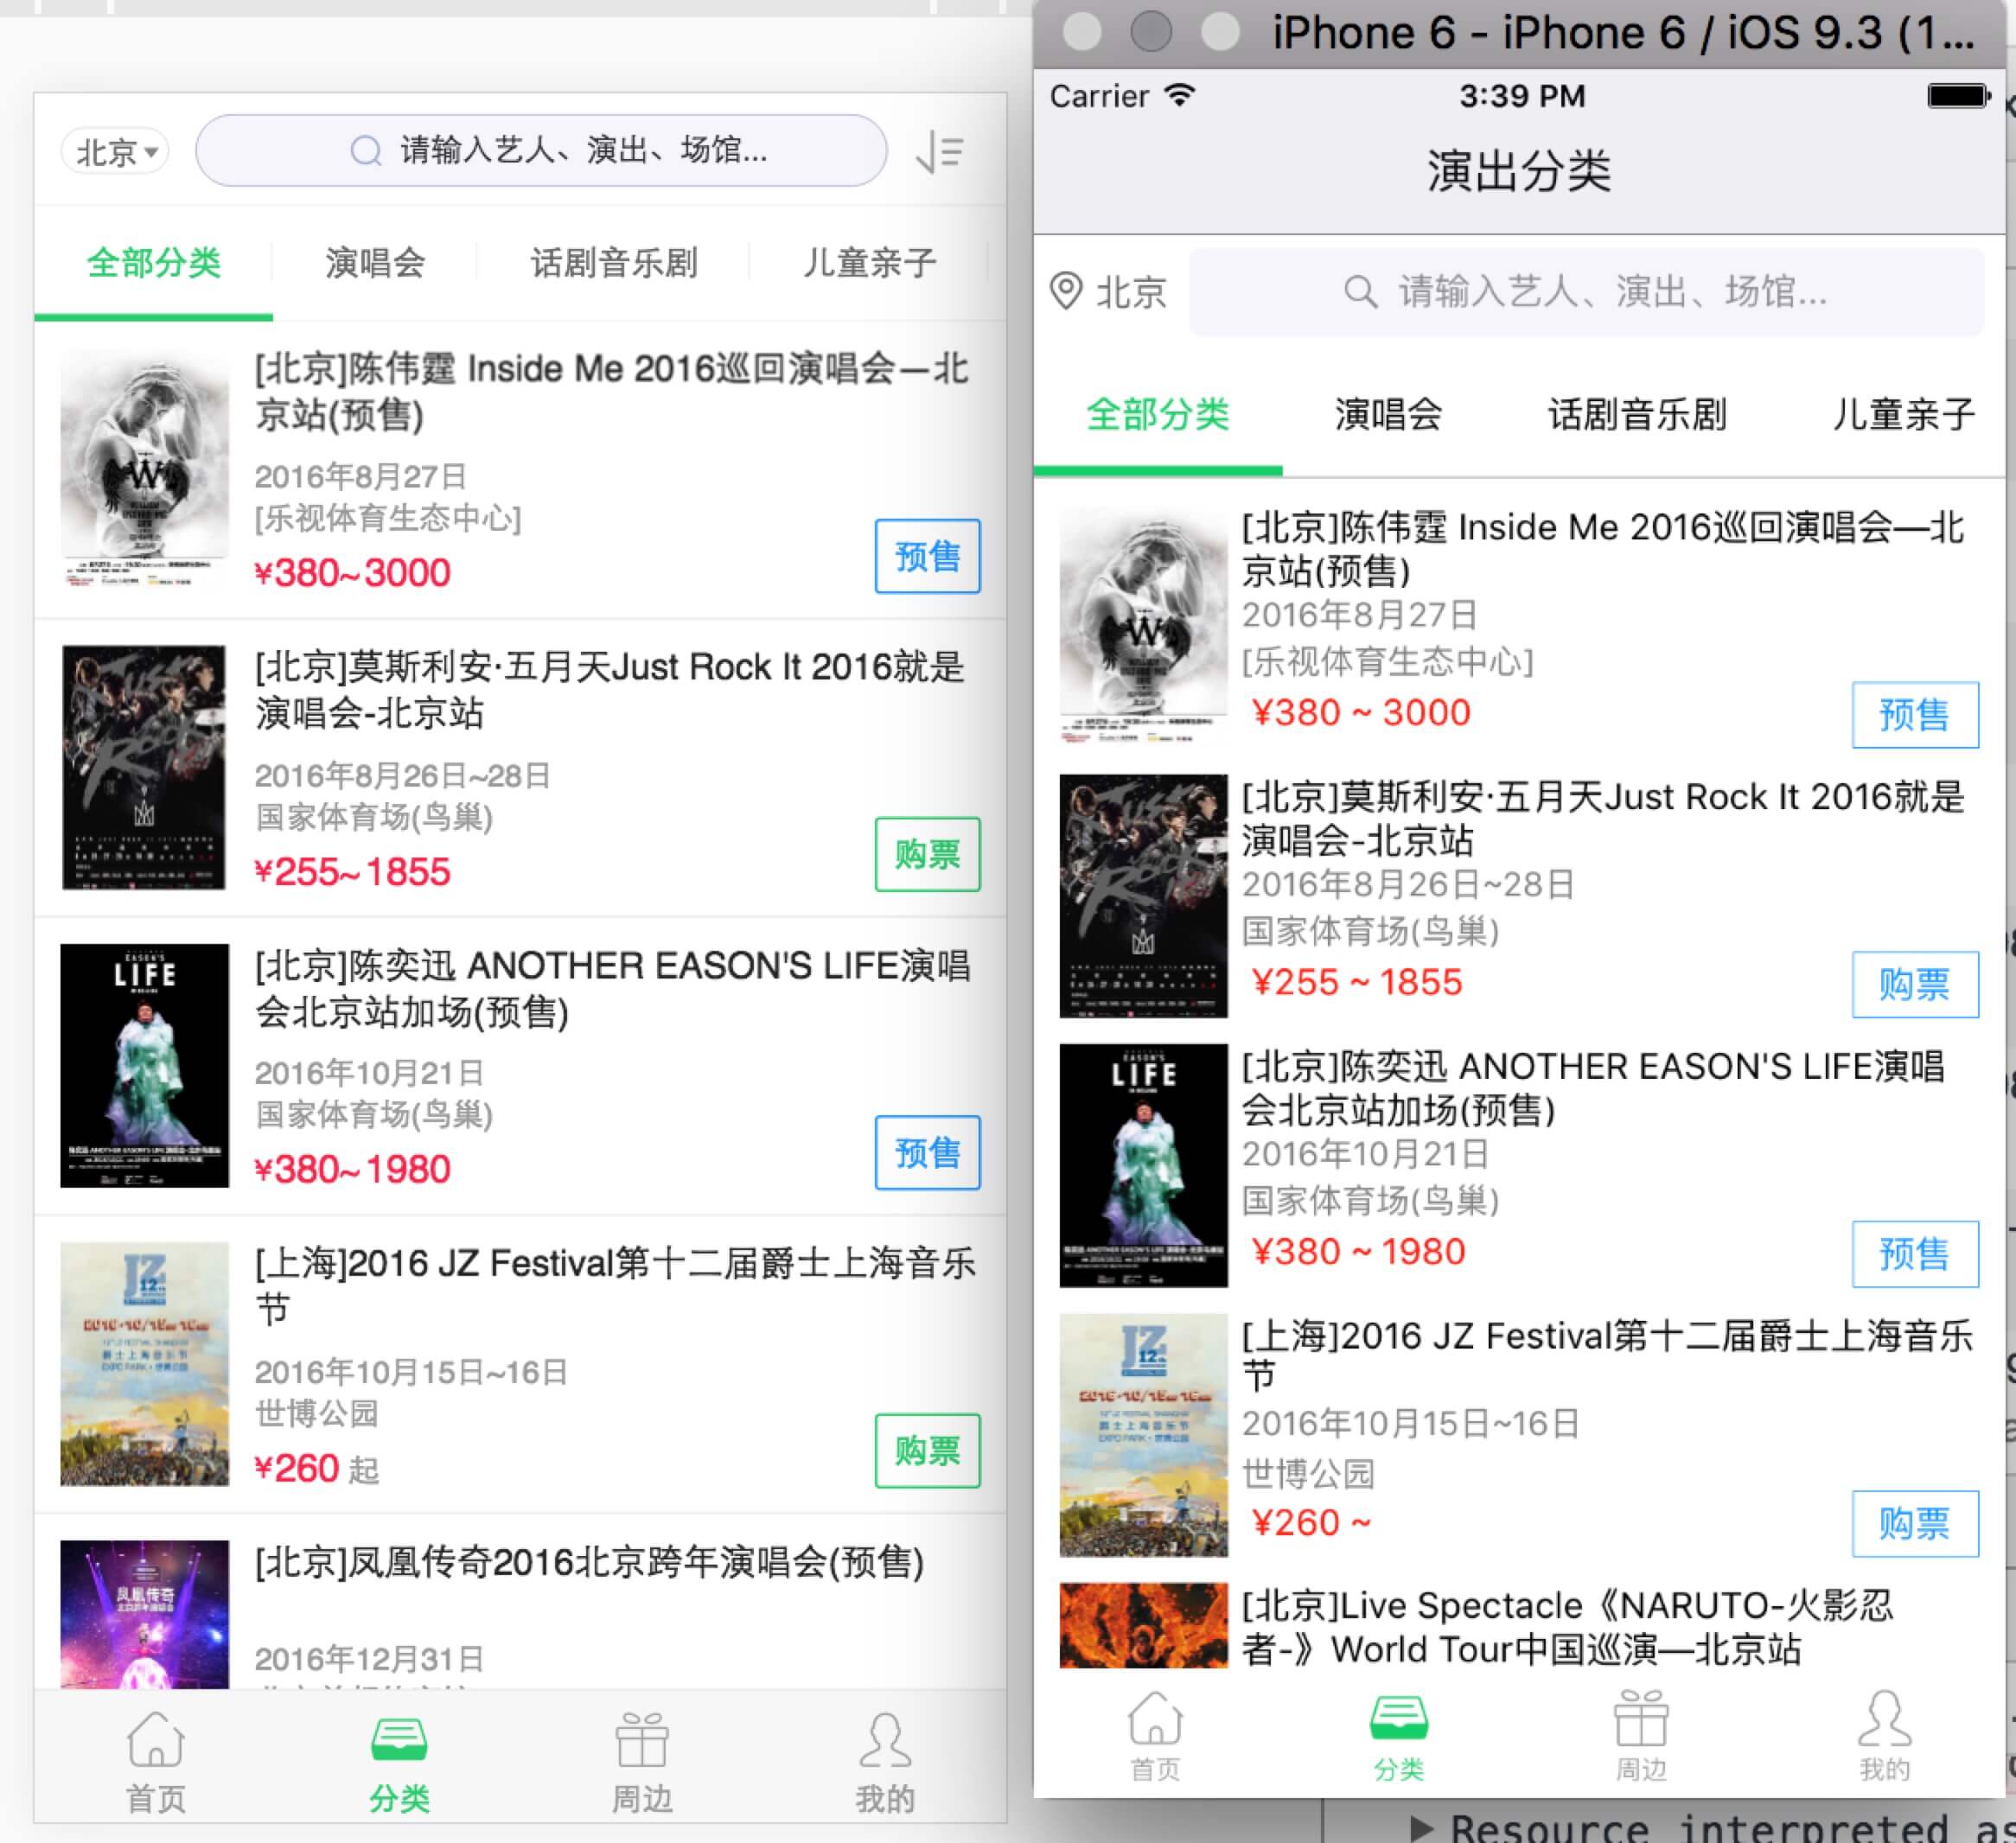 北京
请输入艺人、演出、场馆...
全部分类
演唱会
话剧音乐剧
儿童亲子
[北京]陈伟霆 Inside Me 2016巡回演唱会—北
京站(预售)
2016年8月27日
[乐视体育生态中心]
¥380~3000
预售
[北京]莫斯利安·五月天Just Rock It 2016就是
演唱会-北京站
2016年8月26日~28日
国家体育场(鸟巢)
¥255~1855
购票
EASON'S
LIFE
[北京]陈奕迅 ANOTHER EASON'S LIFE演唱
会北京站加场(预售)
2016年10月21日
国家体育场(鸟巢)
¥380~1980
预售
JZ
[上海]2016 JZ Festival第十二届爵士上海音乐
节
2016年10月15日~16日
世博公园
¥260 起
购票
凤凰传奇
[北京]凤凰传奇2016北京跨年演唱会(预售)
2016年12月31日
首页
分类
周边
我的
iPhone 6 - iPhone 6 / iOS 9.3 (1...
Carrier
3:39 PM
演出分类
北京
请输入艺人、演出、场馆...
全部分类
演唱会
话剧音乐剧
儿童亲子
[北京]陈伟霆 Inside Me 2016巡回演唱会—北
京站(预售)
2016年8月27日
[乐视体育生态中心]
¥380 ~ 3000
预售
[北京]莫斯利安·五月天Just Rock It 2016就是
演唱会-北京站
2016年8月26日~28日
国家体育场(鸟巢)
¥255 ~ 1855
购票
EASON'S
LIFE
[北京]陈奕迅 ANOTHER EASON'S LIFE演唱
会北京站加场(预售)
2016年10月21日
国家体育场(鸟巢)
¥380 ~ 1980
预售
JZ
[上海]2016 JZ Festival第十二届爵士上海音乐
节
2016年10月15日~16日
世博公园
¥260 ~
购票
[北京]Live Spectacle《NARUTO-火影忍
者-》World Tour中国巡演—北京站
首页
分类
周边
我的
Resource interpreted as